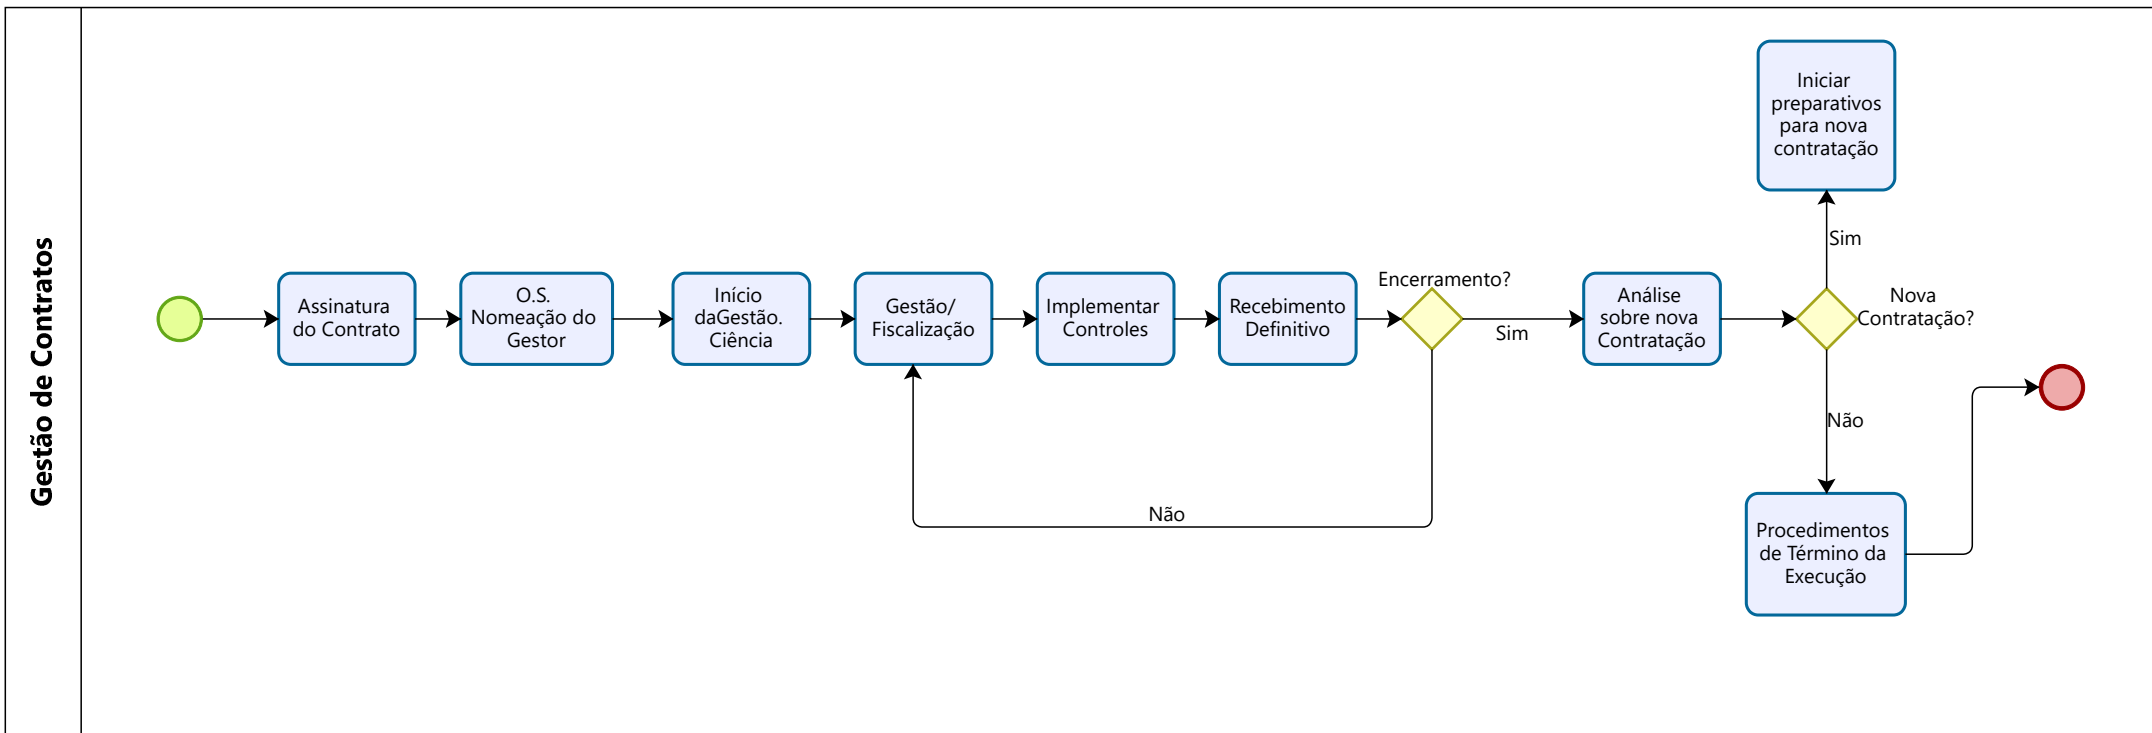 Gestão de Contratos
Assinatura
do Contrato
O.S.
Nomeação do
Gestor
Início
daGestão.
Ciência
Gestão/
Fiscalização
Implementar
Controles
Recebimento
Definitivo
Encerramento?
Sim
Não
Análise
sobre nova
Contratação
Nova
Contratação?
Sim
Iniciar
preparativos
para nova
contratação
Não
Procedimentos
de Término da
Execução